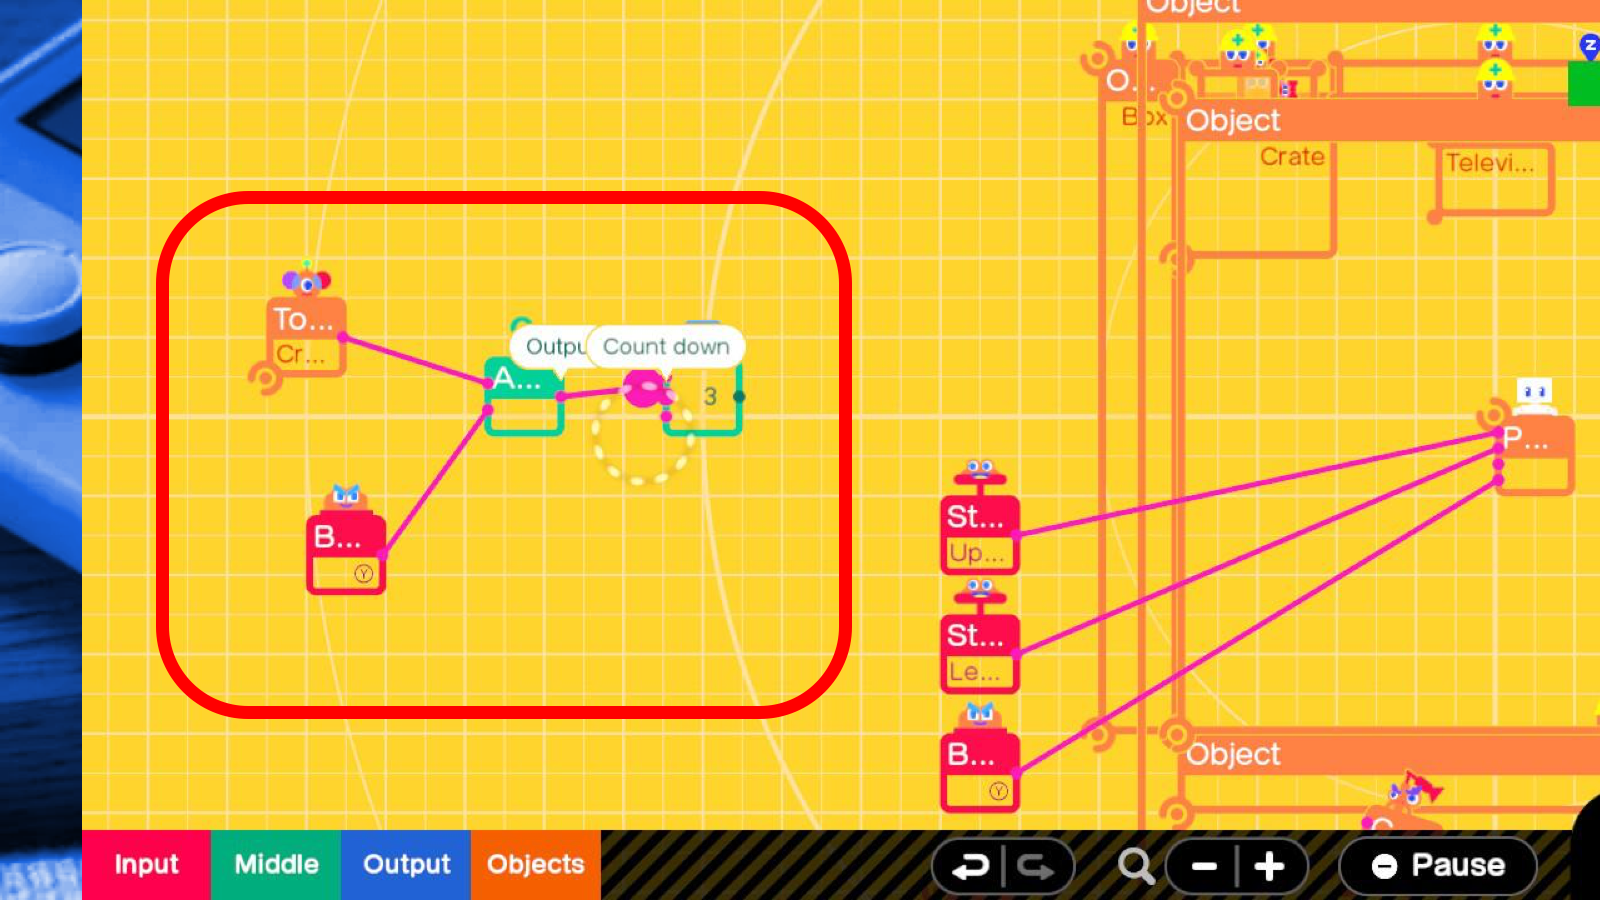 Object
O...
Box
Object
Crate
Televi...
z
To...
Cr...
Outpu
Count down
A...
3
B...
Y
P...
St...
Up...
St...
Le...
B...
Y
Object
Input
Middle
Output
Objects
Pause